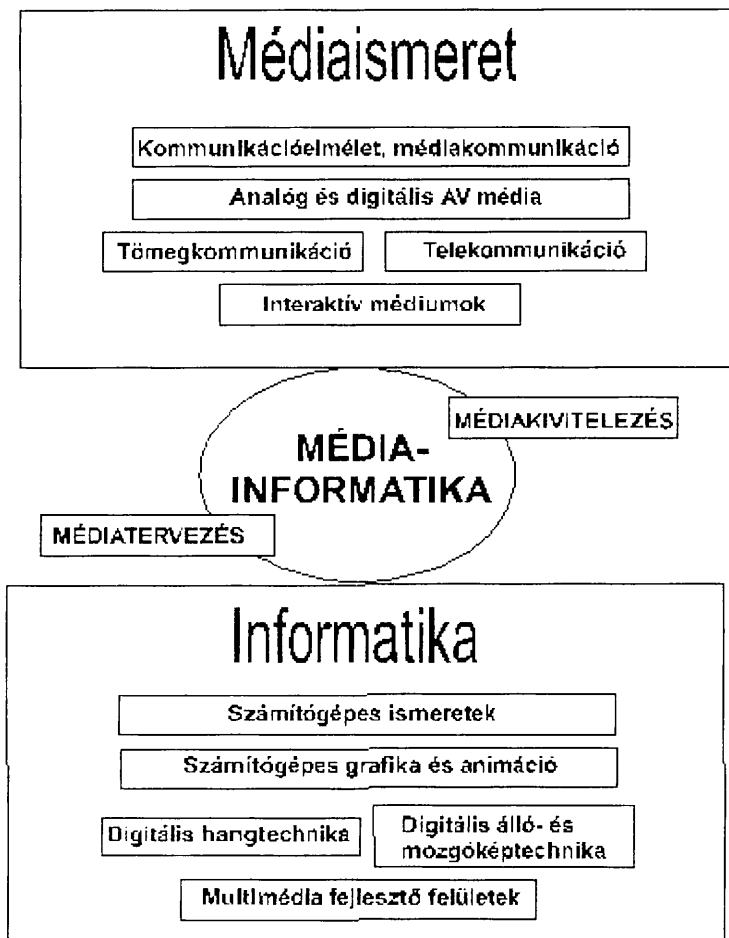 Médiaismeret
Kommunikációelmélet, médiakommunikáció
Analóg és digitális AV média
Tömegkommunikáció
Telekommunikáció
Interaktív médiumok
MÉDIAKIVITELEZÉS
MÉDIA-
INFORMATIKA
MÉDIATERVEZÉS
Informatika
Számítógépes ismeretek
Számítógépes grafika és animáció
Digitális hangtechnika
Digitális álló- és
mozgóképtechnika
Multimédia fejlesztő felületek